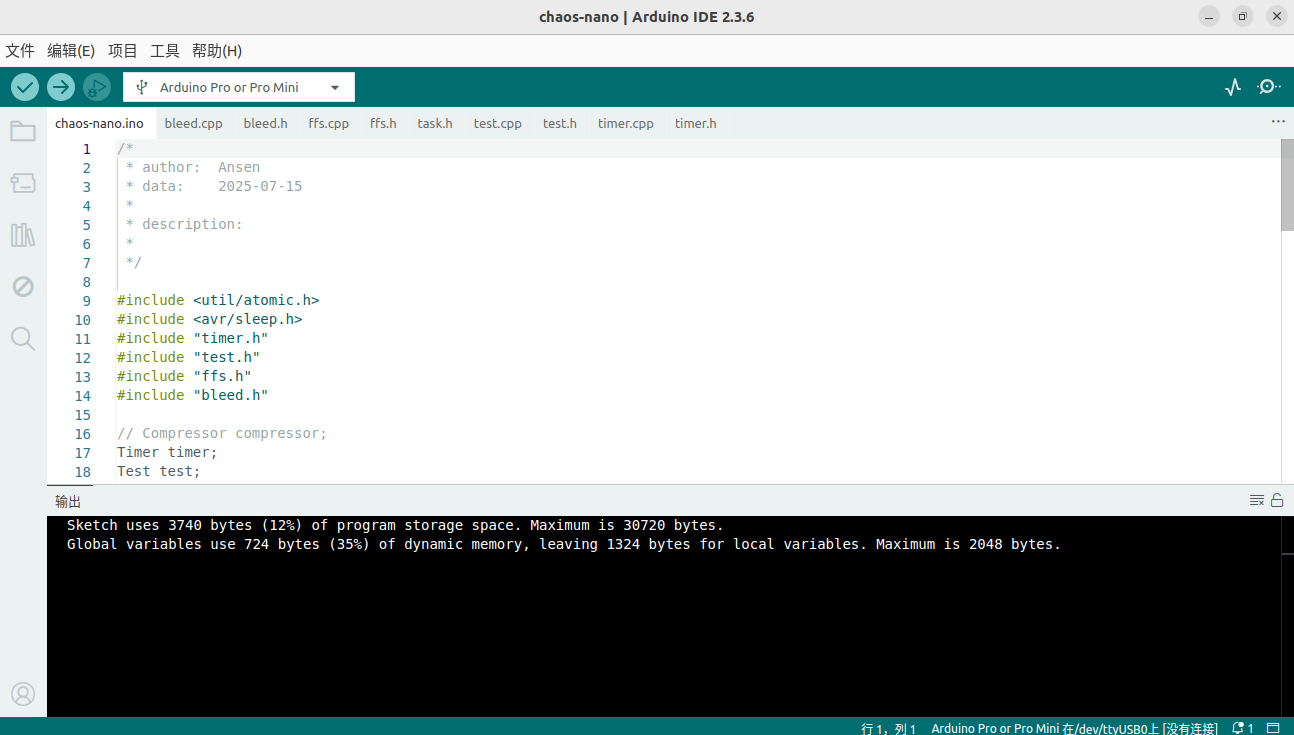 chaos-nano | Arduino IDE 2.3.6
文件 编辑(E) 项目 工具 帮助(H)
Arduino Pro or Pro Mini
chaos-nano.ino bleed.cpp bleed.h ffs.cpp ffs.h task.h test.cpp test.h timer.cpp timer.h ...
1 /*
2 * author: Ansen
3 * data: 2025-07-15
4 *
5 * description:
6 *
7 */
8
9 #include <util/atomic.h>
10 #include <avr/sleep.h>
11 #include "timer.h"
12 #include "test.h"
13 #include "ffs.h"
14 #include "bleed.h"
15
16 // Compressor compressor;
17 Timer timer;
18 Test test;
输出
Sketch uses 3740 bytes (12%) of program storage space. Maximum is 30720 bytes.
Global variables use 724 bytes (35%) of dynamic memory, leaving 1324 bytes for local variables. Maximum is 2048 bytes.
行 1，列 1 Arduino Pro or Pro Mini 在/dev/ttyUSB0上 [没有连接] 1